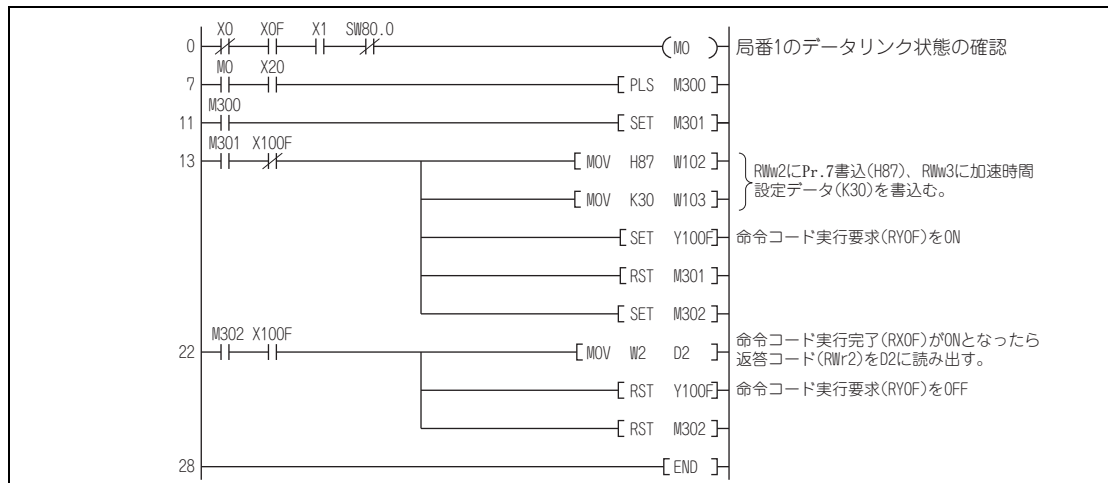 X0 X0F X1 SW80.0
0 M0 局番1のデータリンク状態の確認
M0 X20
7 PLS M300
M300
11 SET M301
M301 X100F
13 MOV H87 W102
RWw2にPr.7書込(H87)、RWw3に加速時間
設定データ(K30)を書込む。
MOV K30 W103
SET Y100F 命令コード実行要求(RY0F)をON
RST M301
SET M302
M302 X100F
22 MOV W2 D2
命令コード実行完了(RX0F)がONとなったら
返答コード(RWr2)をD2に読み出す。
RST Y100F 命令コード実行要求(RY0F)をOFF
RST M302
28 END